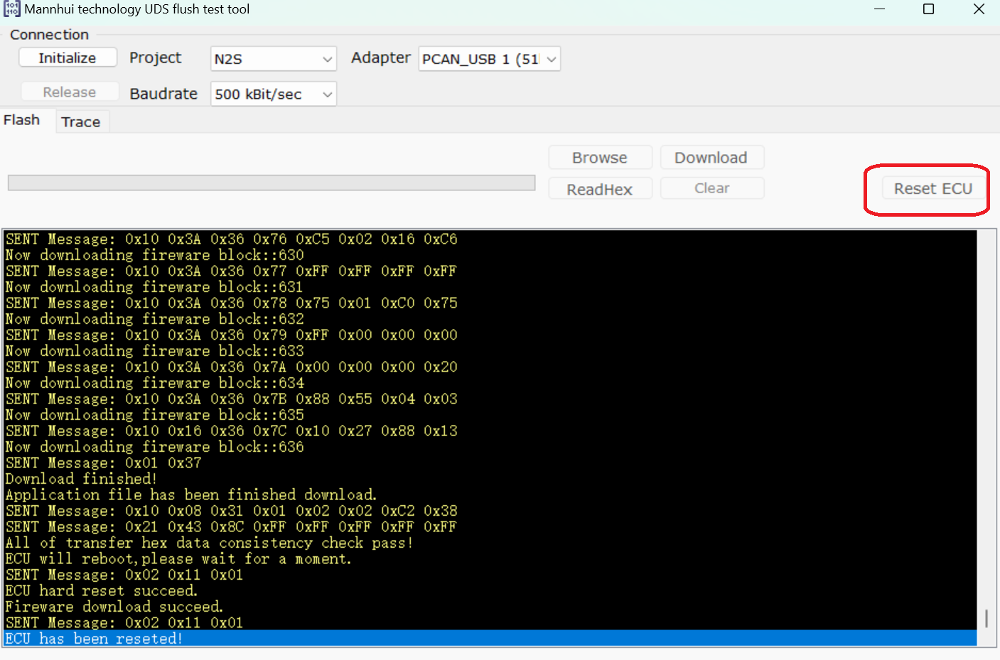 Mannhui technology UDS flush test tool
Connection
Initialize Project N2S Adapter PCAN_USB 1 (51
Release Baudrate 500 kBit/sec
Flash Trace
Browse Download
ReadHex Clear Reset ECU
SENT Message: 0x10 0x3A 0x36 0x76 0xC5 0x02 0x16 0xC6
Now downloading fireware block::630
SENT Message: 0x10 0x3A 0x36 0x77 0xFF 0xFF 0xFF 0xFF
Now downloading fireware block::631
SENT Message: 0x10 0x3A 0x36 0x78 0x75 0x01 0xC0 0x75
Now downloading fireware block::632
SENT Message: 0x10 0x3A 0x36 0x79 0xFF 0x00 0x00 0x00
Now downloading fireware block::633
SENT Message: 0x10 0x3A 0x36 0x7A 0x00 0x00 0x00 0x20
Now downloading fireware block::634
SENT Message: 0x10 0x3A 0x36 0x7B 0x88 0x55 0x04 0x03
Now downloading fireware block::635
SENT Message: 0x10 0x16 0x36 0x7C 0x10 0x27 0x88 0x13
Now downloading fireware block::636
SENT Message: 0x01 0x37
Download finished!
Application file has been finished download.
SENT Message: 0x10 0x08 0x31 0x01 0x02 0x02 0xC2 0x38
SENT Message: 0x21 0x43 0x8C 0xFF 0xFF 0xFF 0xFF 0xFF
All of transfer hex data consistency check pass!
ECU will reboot,please wait for a moment.
SENT Message: 0x02 0x11 0x01
ECU hard reset succeed.
Fireware download succeed.
SENT Message: 0x02 0x11 0x01
ECU has been reseted!